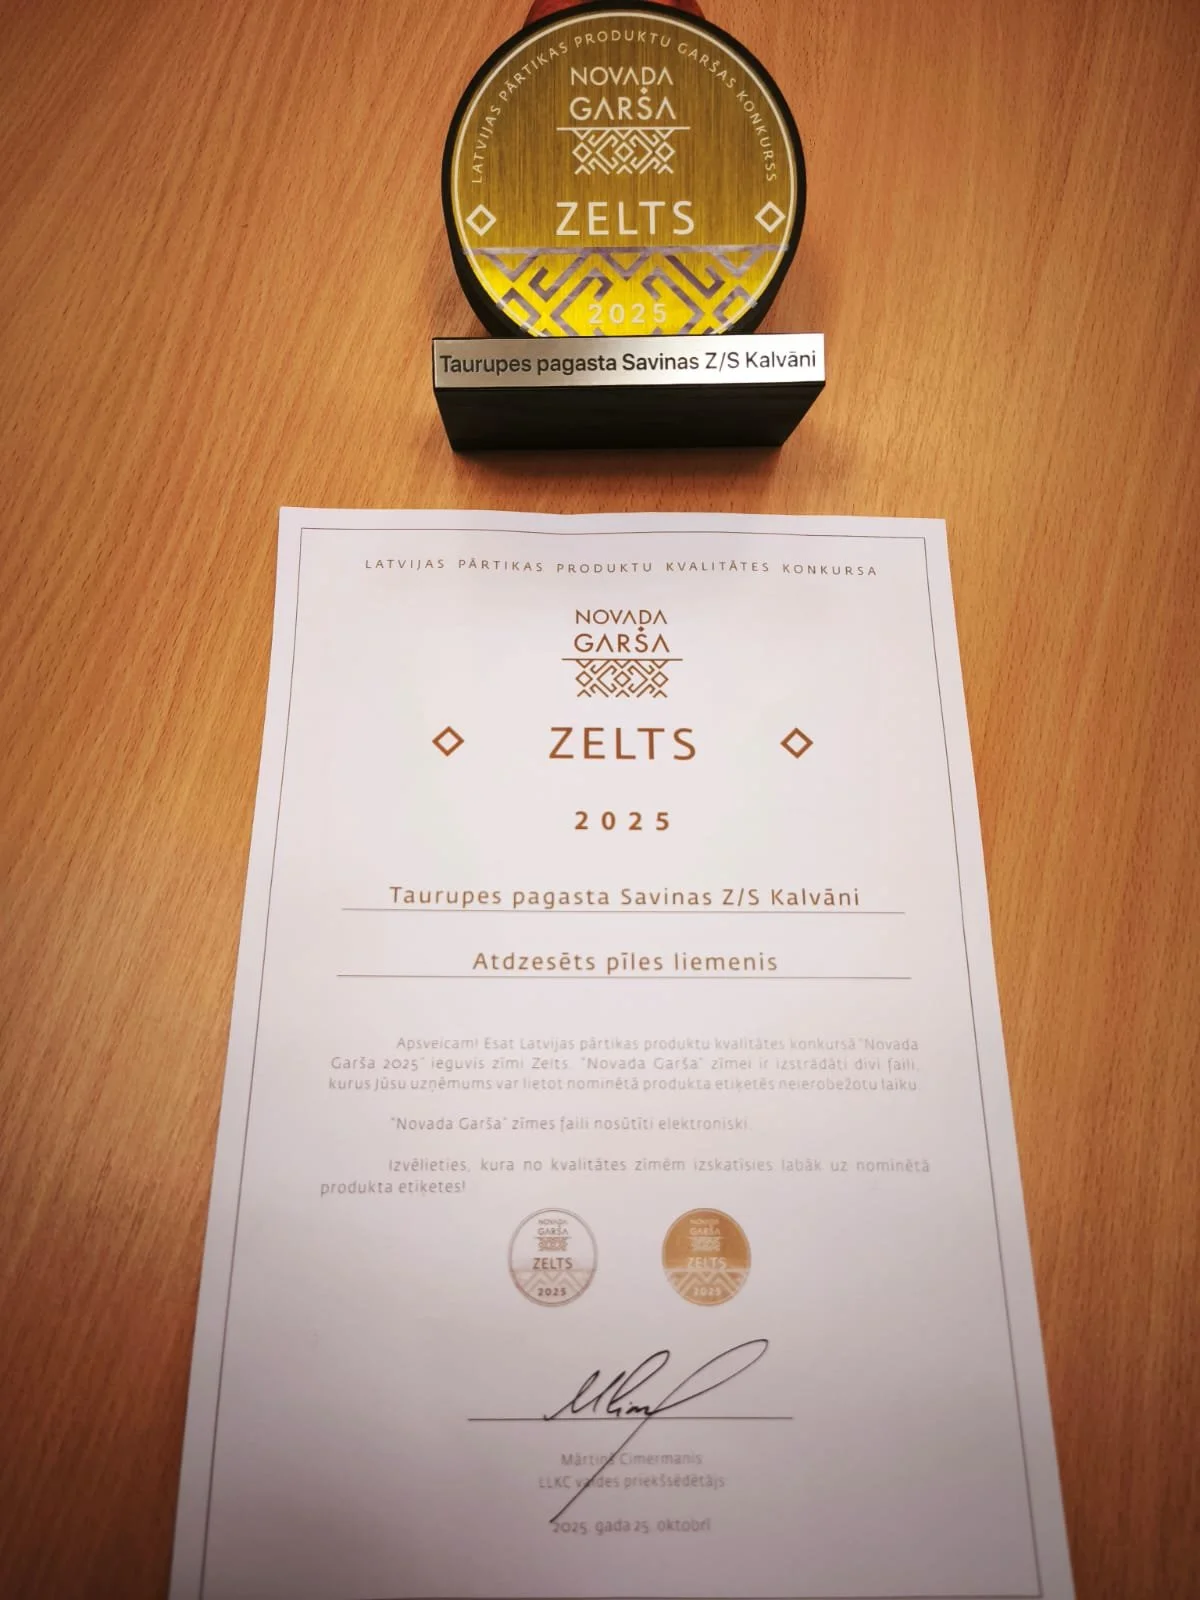 LATVIJAS PĀRTIKAS PRODUKTU GARŠAS KONKURSS
NOVADA
GARŠA
ZELTS
2025
Taurupes pagasta Savinas Z/S Kalvāni
LATVIJAS PĀRTIKAS PRODUKTU KVALITĀTES KONKURSA
NOVADA
GARŠA
ZELTS
2025
Taurupes pagasta Savinas Z/S Kalvāni
Atdzesēts pīles liemenis
Apsveicam! Esat Latvijas pārtikas produktu kvalitātes konkursā "Novada
Garša 2025" ieguvis zīmi Zelts. "Novada Garša" zīmei ir izstrādāti divi faili,
kurus Jūsu uzņēmums var lietot nominētā produkta etiķetēs neierobežotu laiku.
"Novada Garša" zīmes faili nosūtīti elektroniski.
Izvēlieties, kura no kvalitātes zīmēm izskatīsies labāk uz nominētā
produkta etiķetes!
NOVADA
GARŠA
ZELTS
2025
NOVADA
GARŠA
ZELTS
2025
Mārtiņš Cimermanis
LLKC valdes priekšsēdētājs
2025. gada 25. oktobrī